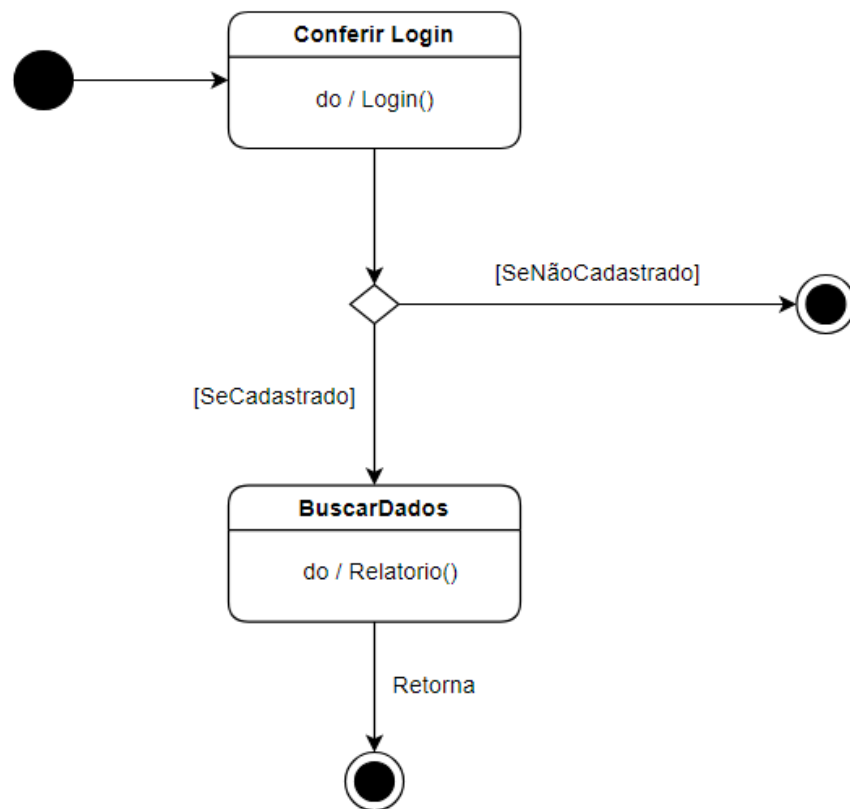 Conferir Login
do / Login()
[SeNãoCadastrado]
[SeCadastrado]
BuscarDados
do / Relatorio()
Retorna